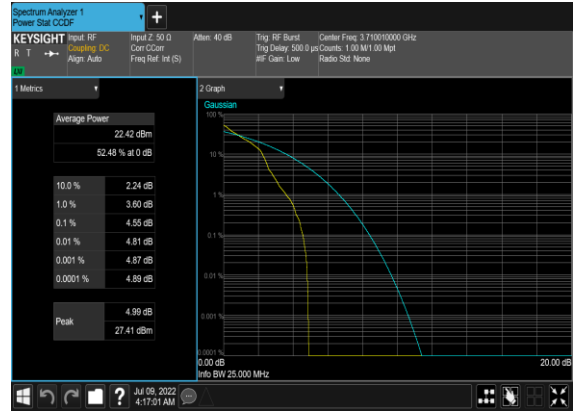 Spectrum Analyzer 1
Power Stat CCDF
KEYSIGHT
R T
LXI
Input: RF
Coupling: DC
Align: Auto
Input Z: 50 Ω
Corr CCorr
Freq Ref: Int (S)
Atten: 40 dB
Trig: RF Burst
Trig Delay: 500.0 µs
#IF Gain: Low
Center Freq: 3.710010000 GHz
Counts: 1.00 M/1.00 Mpt
Radio Std: None
1 Metrics
Average Power
22.42 dBm
52.48 % at 0 dB
10.0 % 2.24 dB
1.0 % 3.60 dB
0.1 % 4.55 dB
0.01 % 4.81 dB
0.001 % 4.87 dB
0.0001 % 4.89 dB
Peak
4.99 dB
27.41 dBm
2 Graph
Gaussian
100 %
10 %
1 %
0.1 %
0.01 %
0.001 %
0.0001 %
0.00 dB 20.00 dB
Info BW 25.000 MHz
?
Jul 09, 2022
4:17:01 AM